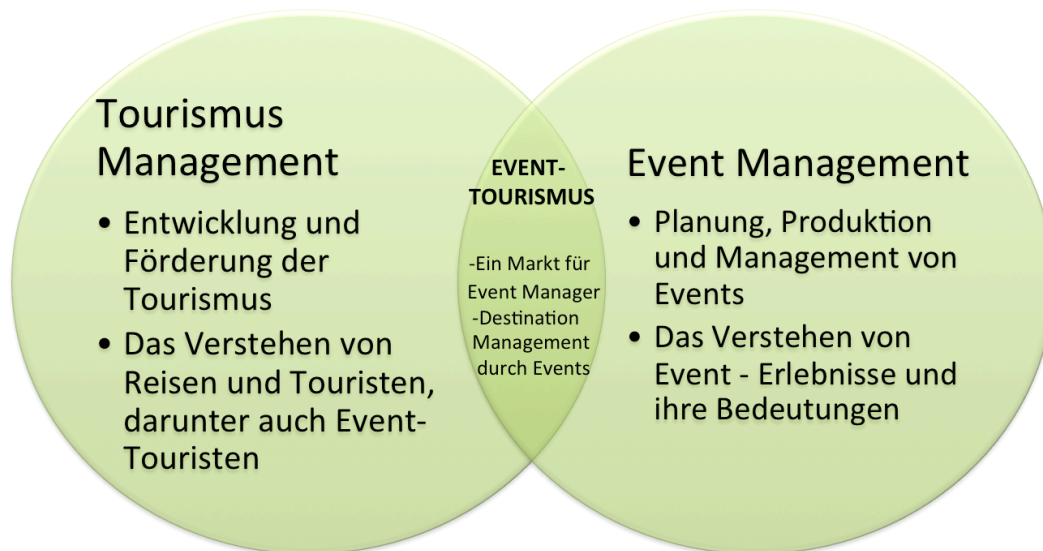 Tourismus
Management
• Entwicklung und
Förderung der
Tourismus
• Das Verstehen von
Reisen und Touristen,
darunter auch Event-
Touristen
EVENT-
TOURISMUS
-Ein Markt für
Event Manager
-Destination
Management
durch Events
Event Management
• Planung, Produktion
und Management von
Events
• Das Verstehen von
Event - Erlebnisse und
ihre Bedeutungen